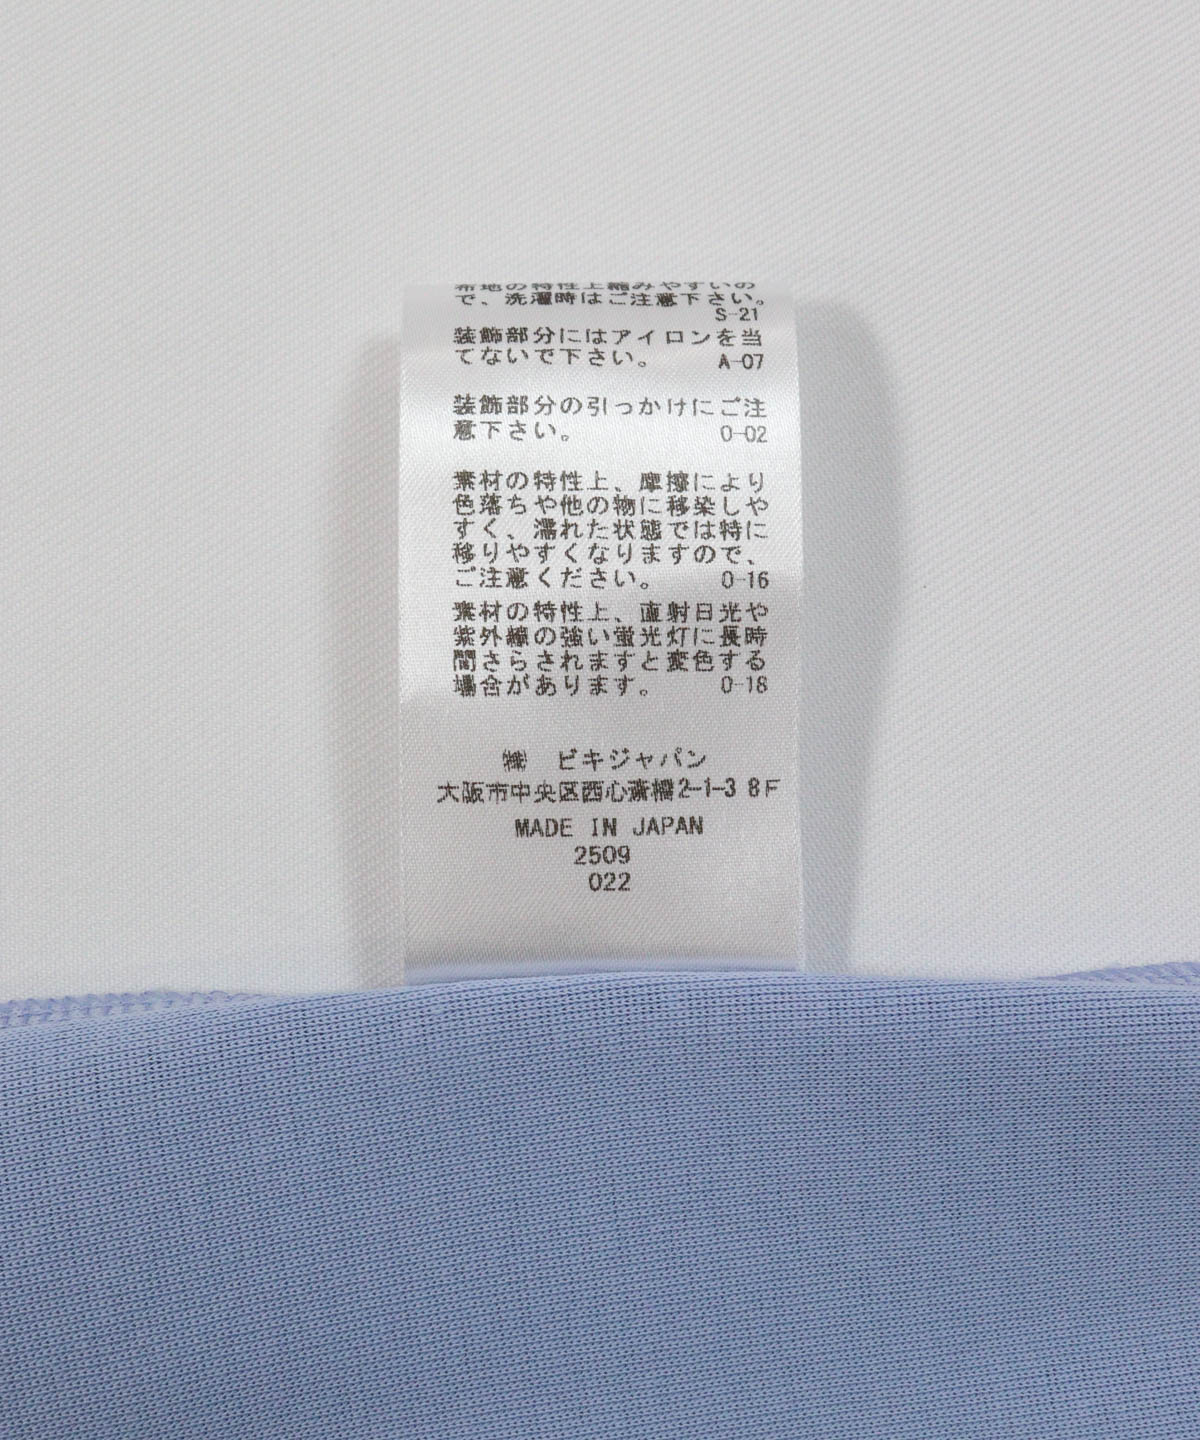 布地の特性上縮みやすいの
で、洗濯時はご注意下さい。
S-21
装飾部分にはアイロンを当
てないで下さい。 A-07
装飾部分の引っかけにご注
意下さい。 O-02
素材の特性上、摩擦により
色落ちや他の物に移染しや
すく、濡れた状態では特に
移りやすくなりますので、
ご注意ください。 O-16
素材の特性上、直射日光や
紫外線の強い蛍光灯に長時
間さらされますと変色する
場合があります。 O-18
㈱ ビキジャパン
大阪市中央区西心斎橋2-1-3 8F
MADE IN JAPAN
2509
022